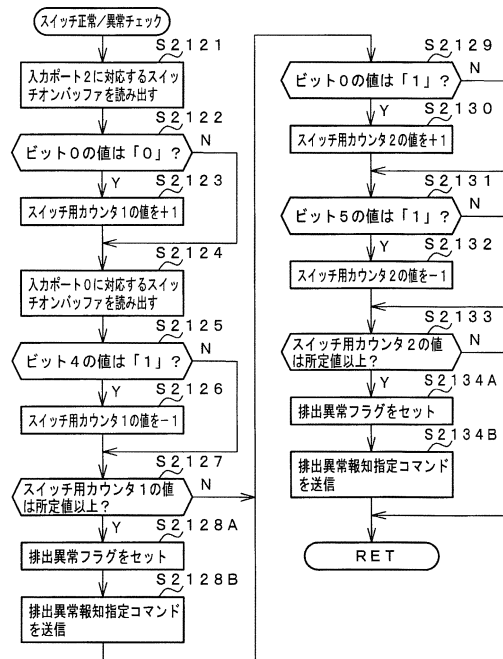 スイッチ正常/異常チェック
S2121
入力ポート2に対応するスイッ
チオンバッファを読み出す
S2122
ビット0の値は「0」?
N
Y
S2123
スイッチ用カウンタ1の値を+1
S2124
入力ポート0に対応するスイッ
チオンバッファを読み出す
S2125
ビット4の値は「1」?
N
Y
S2126
スイッチ用カウンタ1の値を-1
S2127
スイッチ用カウンタ1の値
は所定値以上?
N
Y
S2128A
排出異常フラグをセット
S2128B
排出異常報知指定コマンド
を送信
S2129
ビット0の値は「1」?
N
Y
S2130
スイッチ用カウンタ2の値を+1
S2131
ビット5の値は「1」?
N
Y
S2132
スイッチ用カウンタ2の値を-1
S2133
スイッチ用カウンタ2の値
は所定値以上?
N
Y
S2134A
排出異常フラグをセット
S2134B
排出異常報知指定コマンド
を送信
RET